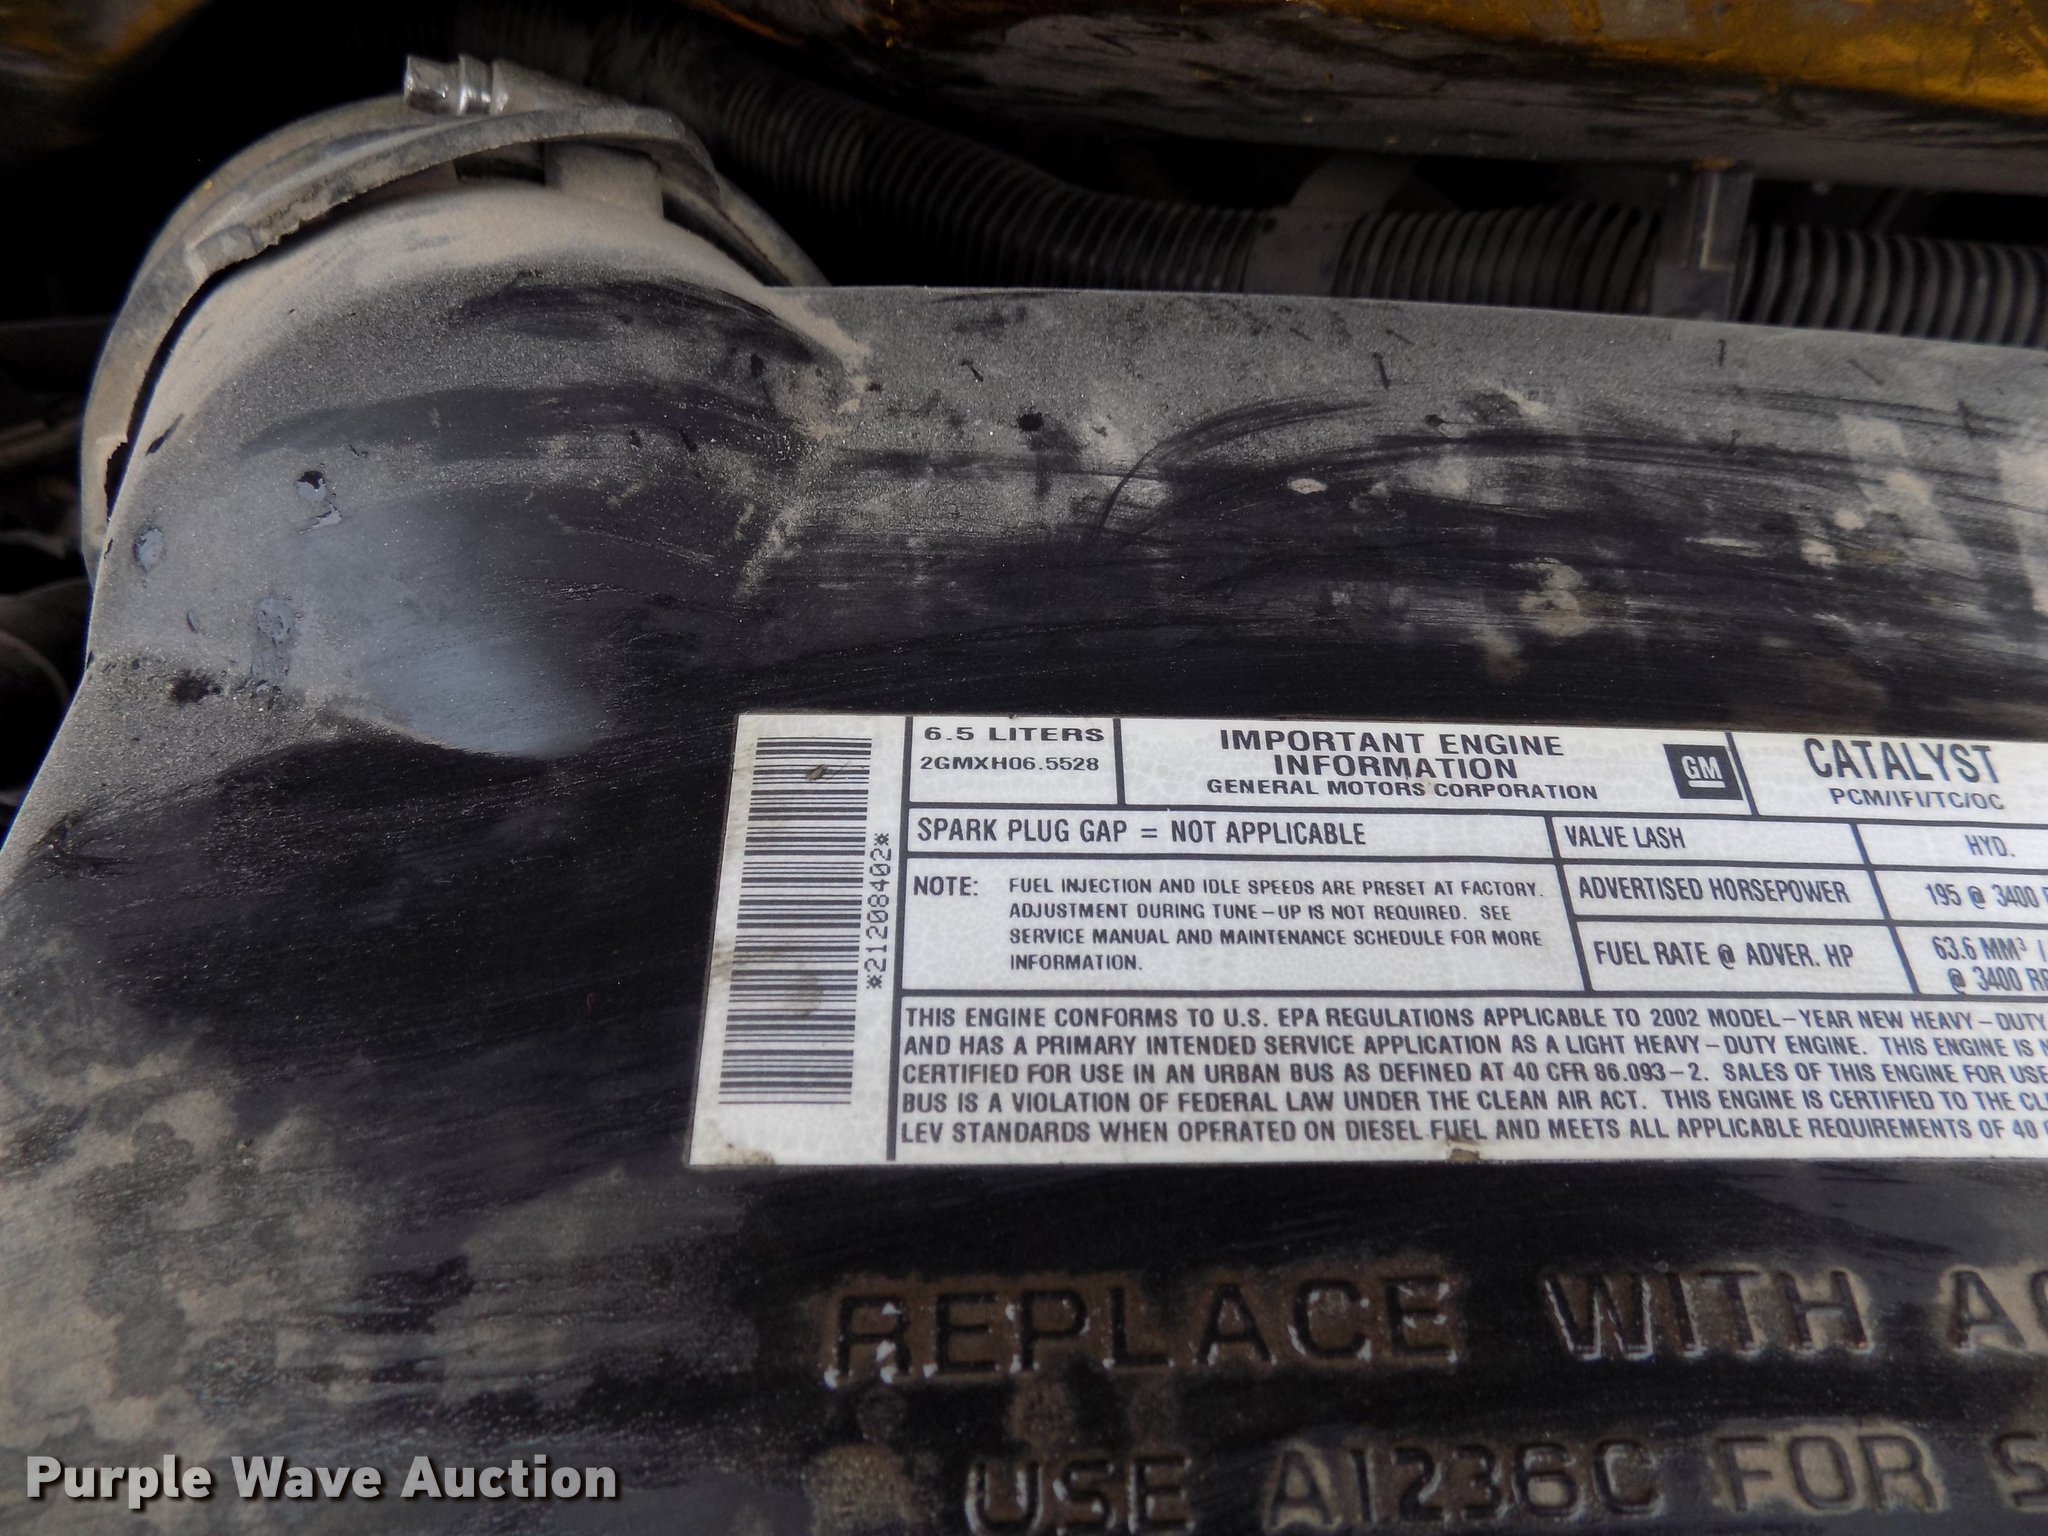 6.5 LITERS
2GMXH06.5528
IMPORTANT ENGINE
INFORMATION
GENERAL MOTORS CORPORATION
GM
CATALYST
PCM/IFI/TC/OC
*21208402*
SPARK PLUG GAP = NOT APPLICABLE
VALVE LASH HYD.
NOTE: FUEL INJECTION AND IDLE SPEEDS ARE PRESET AT FACTORY.
ADJUSTMENT DURING TUNE-UP IS NOT REQUIRED. SEE
SERVICE MANUAL AND MAINTENANCE SCHEDULE FOR MORE
INFORMATION.
ADVERTISED HORSEPOWER 195 @ 3400
FUEL RATE @ ADVER. HP 63.6 MM³ /
@ 3400
THIS ENGINE CONFORMS TO U.S. EPA REGULATIONS APPLICABLE TO 2002 MODEL-YEAR NEW HEAVY-DUTY
AND HAS A PRIMARY INTENDED SERVICE APPLICATION AS A LIGHT HEAVY-DUTY ENGINE. THIS ENGINE IS
CERTIFIED FOR USE IN AN URBAN BUS AS DEFINED AT 40 CFR 86.093-2. SALES OF THIS ENGINE FOR USE
BUS IS A VIOLATION OF FEDERAL LAW UNDER THE CLEAN AIR ACT. THIS ENGINE IS CERTIFIED TO THE
LEV STANDARDS WHEN OPERATED ON DIESEL FUEL AND MEETS ALL APPLICABLE REQUIREMENTS OF 40
REPLACE WITH
USE A1236C FOR
Purple Wave Auction